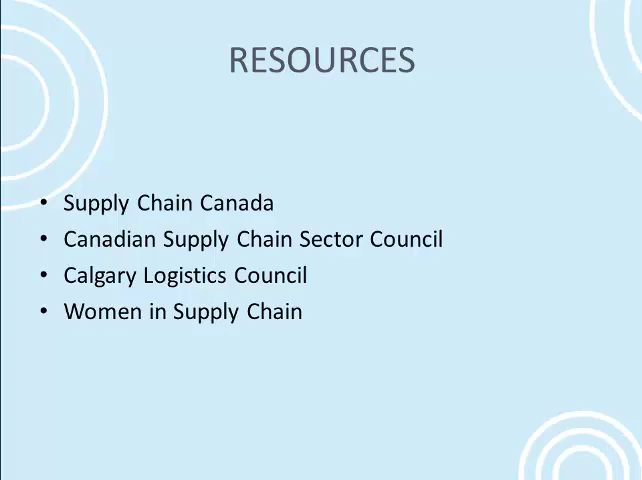 RESOURCES
• Supply Chain Canada
• Canadian Supply Chain Sector Council
• Calgary Logistics Council
• Women in Supply Chain